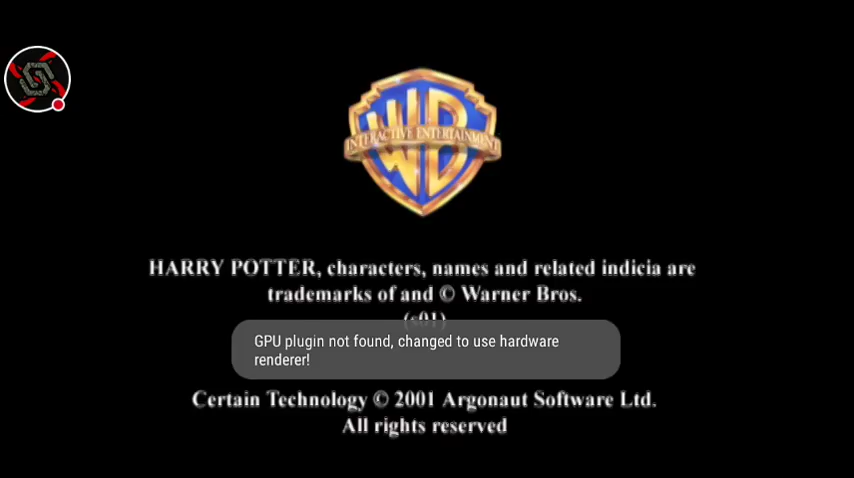 WB
INTERACTIVE ENTERTAINMENT
HARRY POTTER, characters, names and related indicia are
trademarks of and © Warner Bros.
(s01)
GPU plugin not found, changed to use hardware
renderer!
Certain Technology © 2001 Argonaut Software Ltd.
All rights reserved